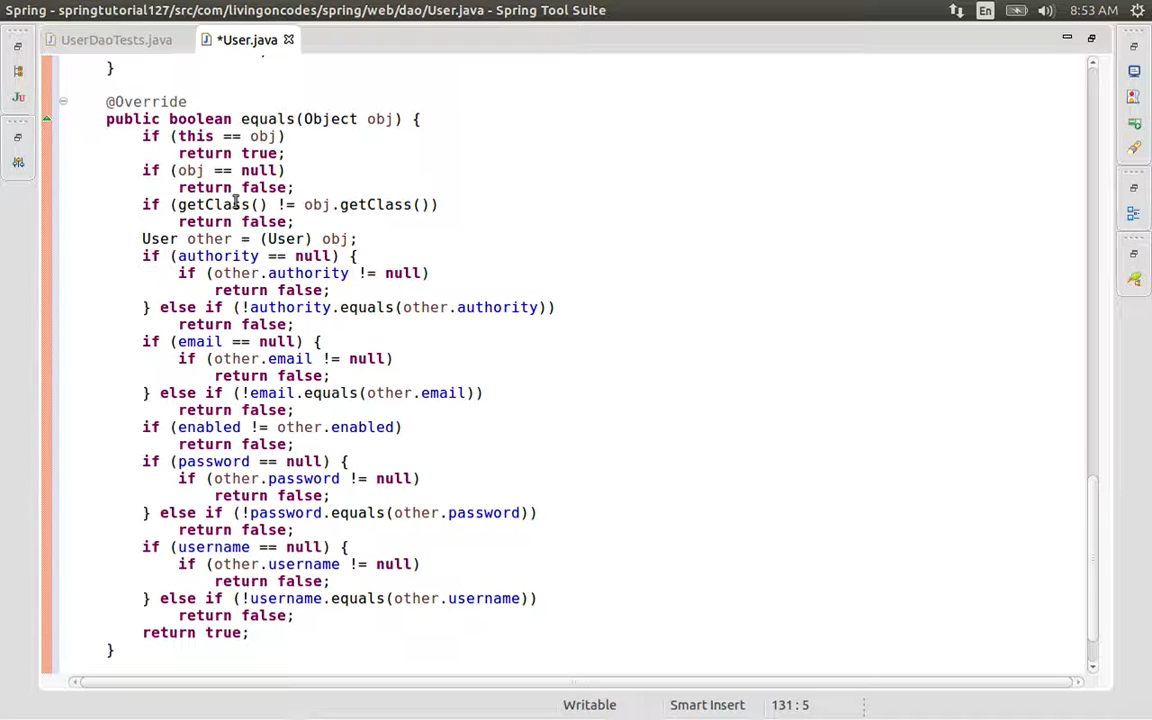 Spring - springtutorial127/src/com/livingoncodes/spring/web/dao/User.java - Spring Tool Suite
En
8:53 AM
UserDaoTests.java
*User.java
Ju
}
@Override
public boolean equals(Object obj) {
if (this == obj)
return true;
if (obj == null)
return false;
if (getClass() != obj.getClass())
return false;
User other = (User) obj;
if (authority == null) {
if (other.authority != null)
return false;
} else if (!authority.equals(other.authority))
return false;
if (email == null) {
if (other.email != null)
return false;
} else if (!email.equals(other.email))
return false;
if (enabled != other.enabled)
return false;
if (password == null) {
if (other.password != null)
return false;
} else if (!password.equals(other.password))
return false;
if (username == null) {
if (other.username != null)
return false;
} else if (!username.equals(other.username))
return false;
return true;
}
Writable
Smart Insert
131 : 5